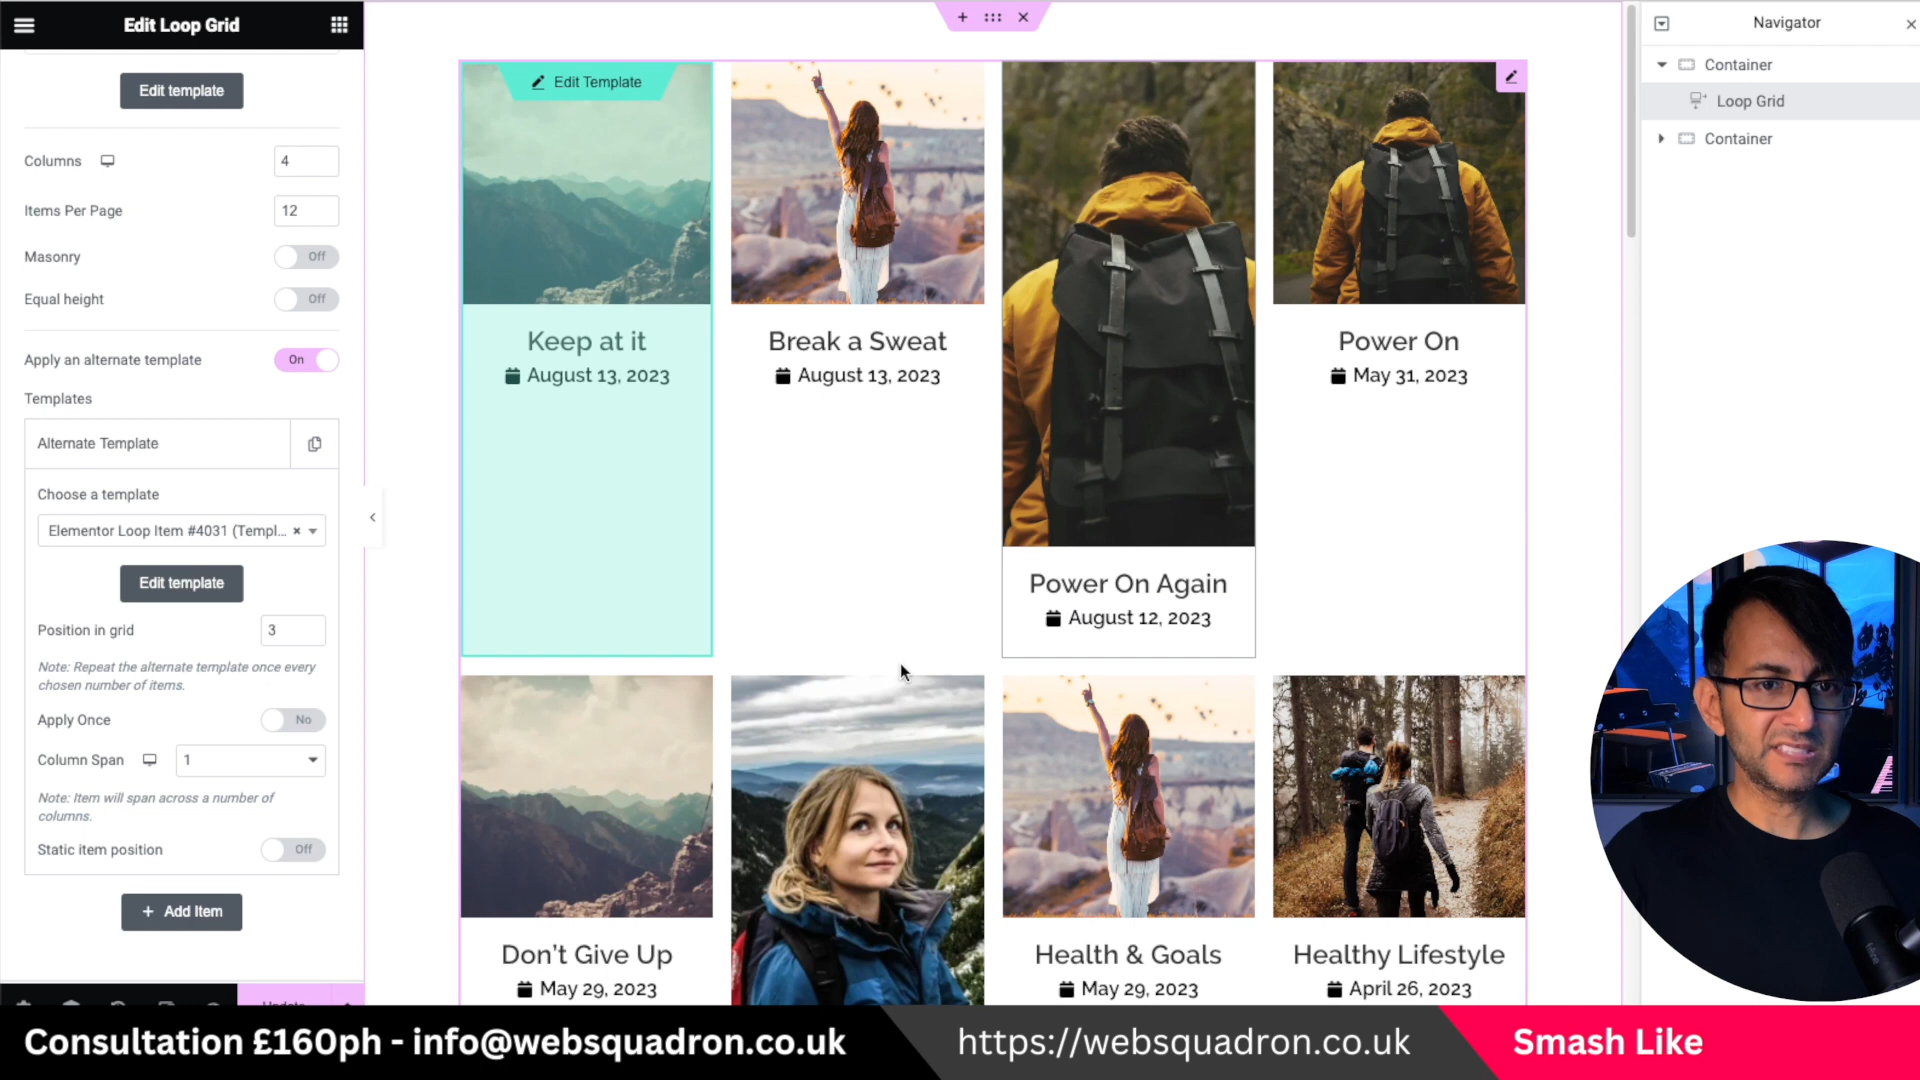 Edit Loop Grid
Edit template
Columns
4
Items Per Page
12
Masonry
Off
Equal height
Off
Apply an alternate template
On
Templates
Alternate Template
Choose a template
Elementor Loop Item #4031 (Templ...
Edit template
Position in grid
3
Note: Repeat the alternate template once every
chosen number of items.
Apply Once
No
Column Span
1
Note: Item will span across a number of
columns.
Static item position
Off
+ Add Item
Update
Edit Template
Keep at it
August 13, 2023
Break a Sweat
August 13, 2023
Power On Again
August 12, 2023
Power On
May 31, 2023
Don't Give Up
May 29, 2023
Health & Goals
May 29, 2023
Healthy Lifestyle
April 26, 2023
Navigator
Container
Loop Grid
Container
Consultation £160ph - info@websquadron.co.uk
https://websquadron.co.uk
Smash Like